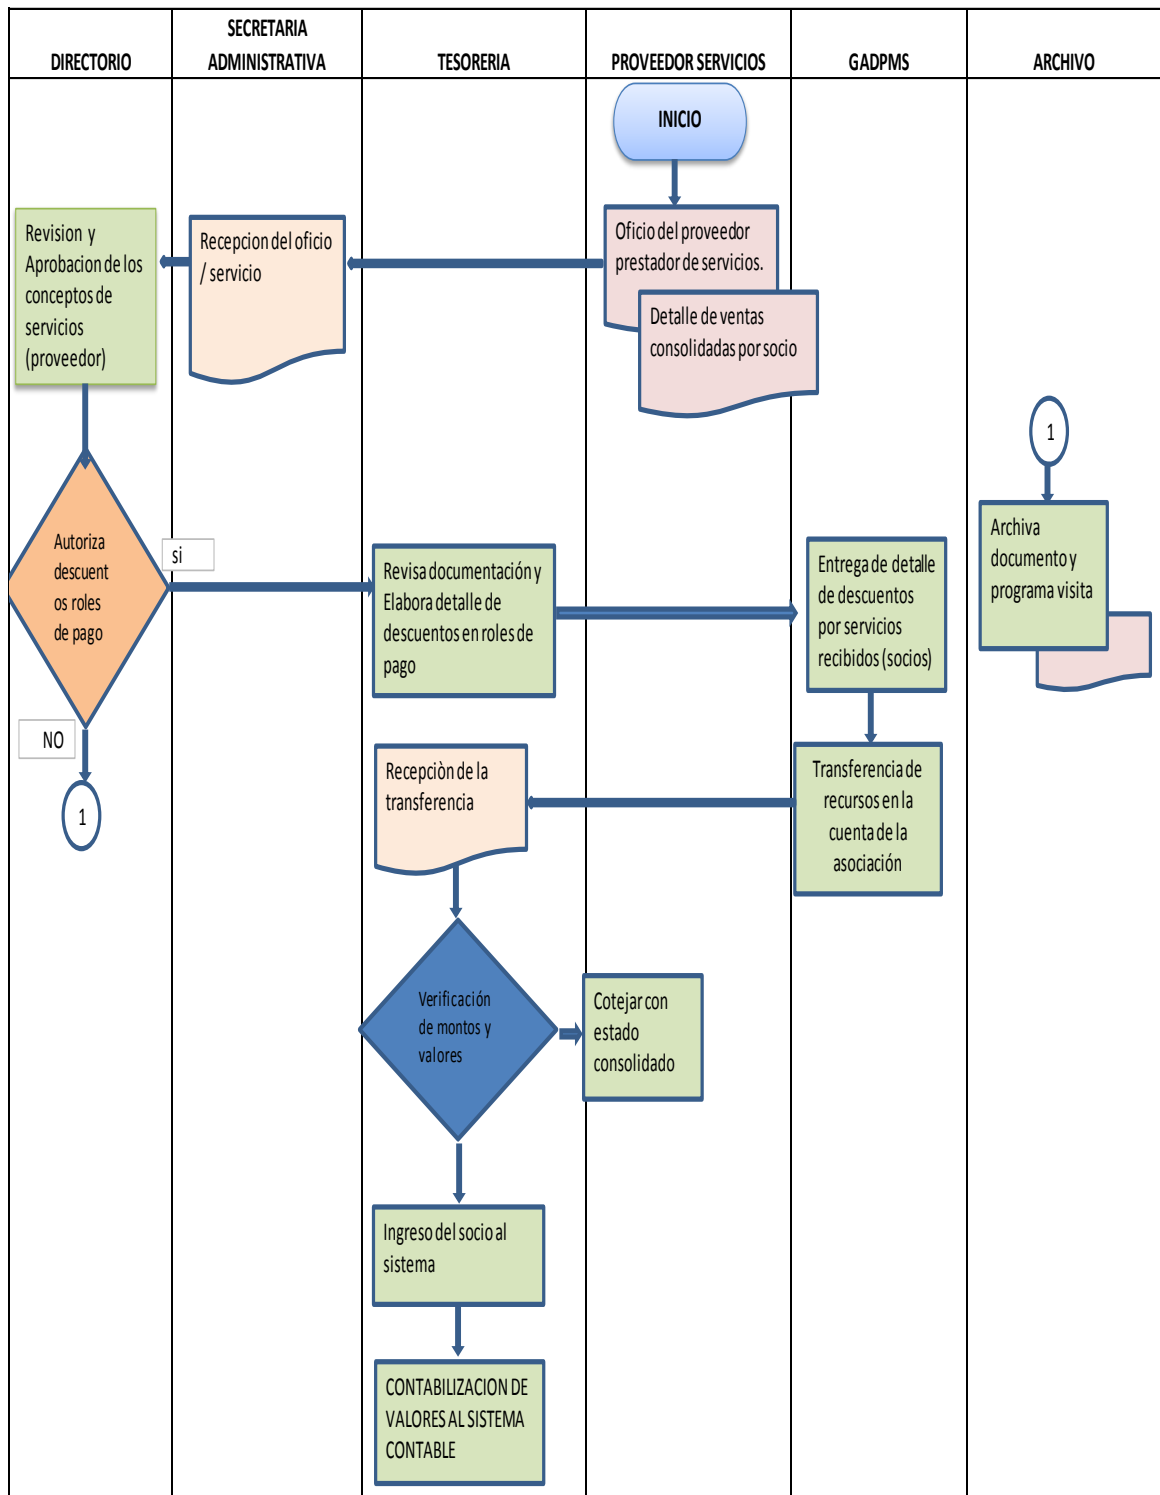 DIRECTORIO
SECRETARIA
ADMINISTRATIVA
TESORERIA
PROVEEDOR SERVICIOS
GADPMS
ARCHIVO
INICIO
Oficio del proveedor
prestador de servicios.
Detalle de ventas
consolidadas por socio
Recepcion del oficio
/ servicio
Revision y
Aprobacion de los
conceptos de
servicios
(proveedor)
Autoriza
descuent
os roles
de pago
si
NO
1
Revisa documentación y
Elabora detalle de
descuentos en roles de
pago
Entrega de detalle
de descuentos
por servicios
recibidos (socios)
1
Archiva
documento y
programa visita
Transferencia de
recursos en la
cuenta de la
asociación
Recepciòn de la
transferencia
Verificación
de montos y
valores
Cotejar con
estado
consolidado
Ingreso del socio al
sistema
CONTABILIZACION DE
VALORES AL SISTEMA
CONTABLE